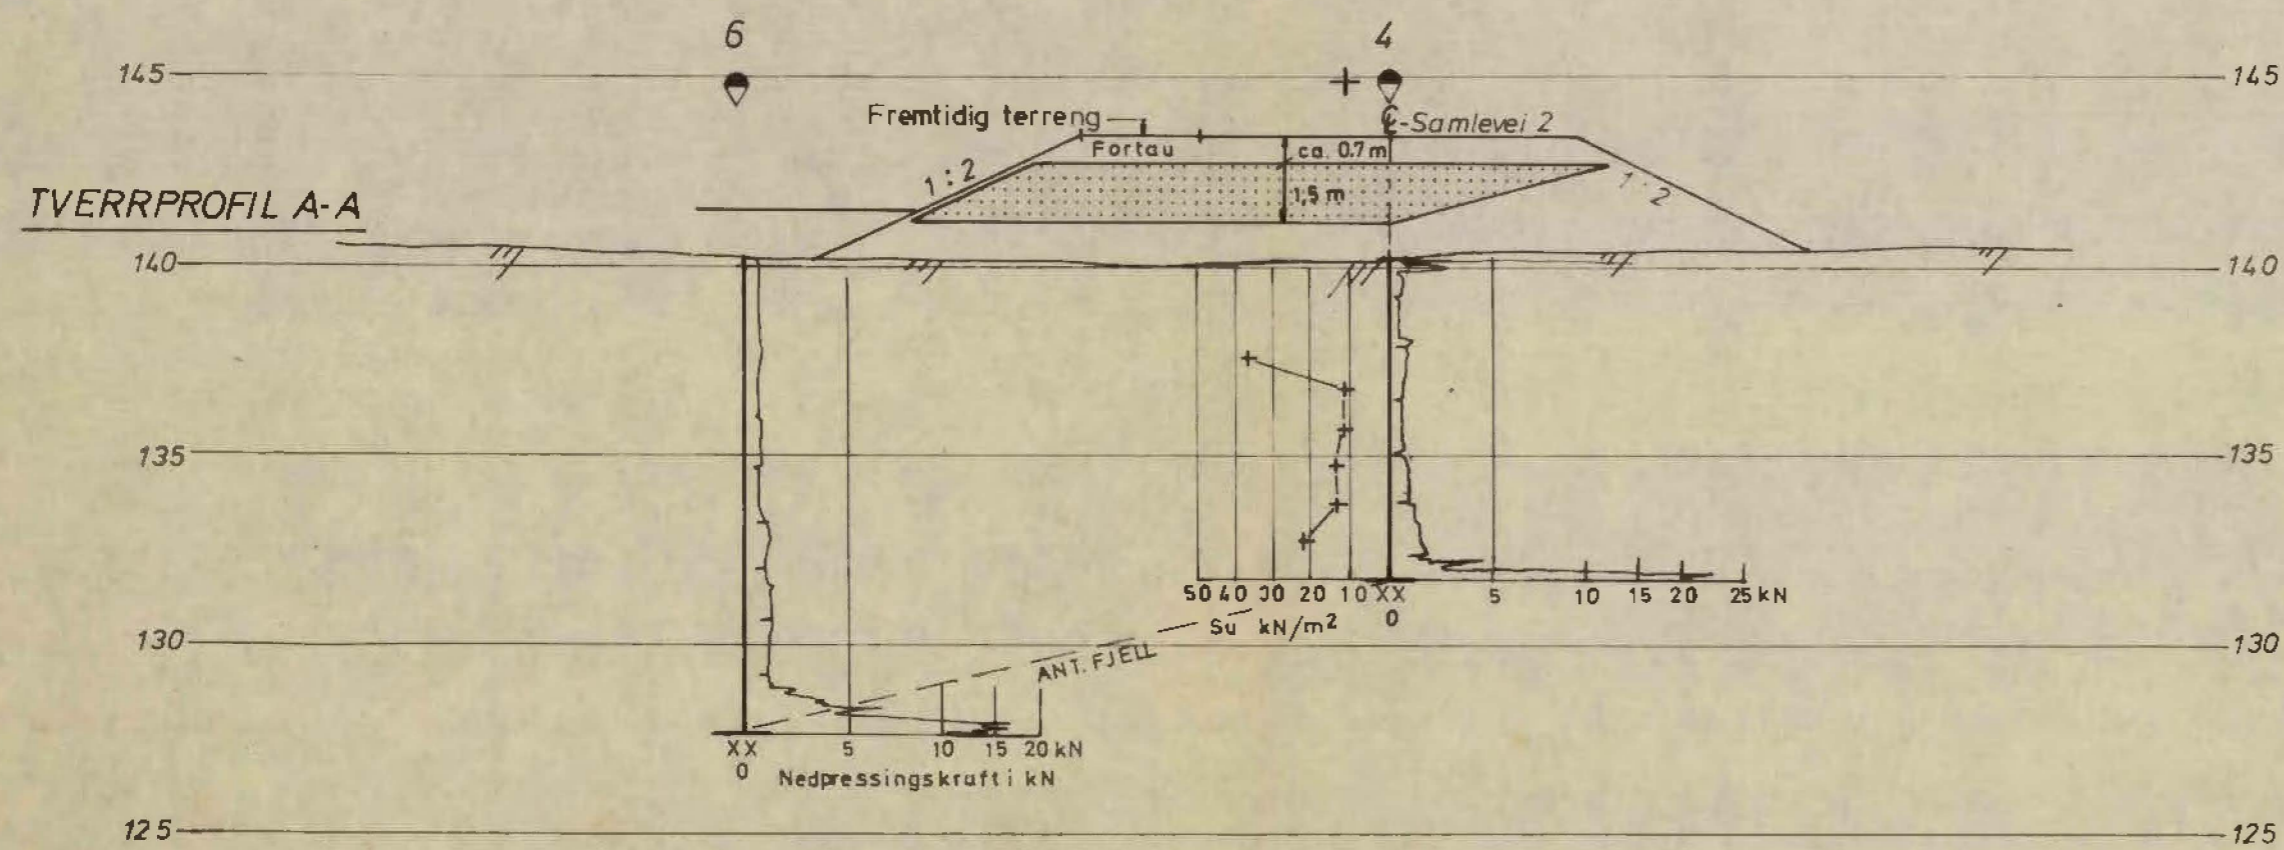 6
4
145
145
Fremtidig terreng
℄-Samlevei 2
Fortau
ca. 0.7 m
1:2
1,5 m
1:2
TVERRPROFIL A-A
140
140
135
135
50 40 30 20 10 XX 5 10 15 20 25 kN
0
Su kN/m²
130
130
ANT. FJELL
XX 5 10 15 20 kN
0
Nedpressingskraft i kN
125
125